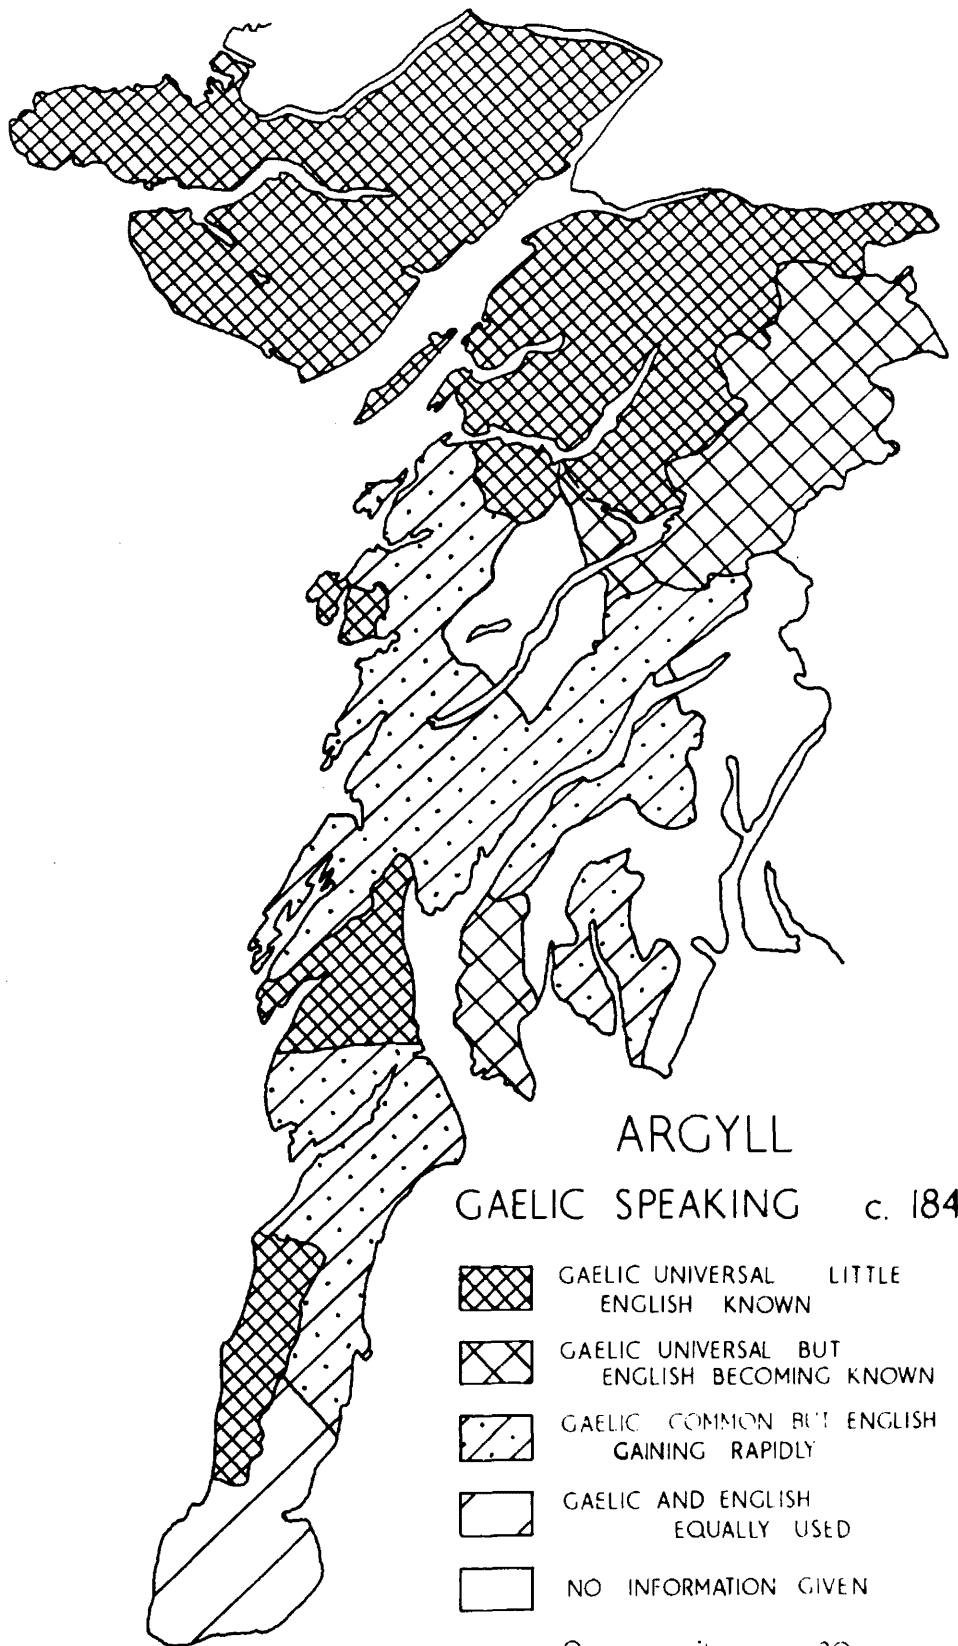 ARGYLL
GAELIC SPEAKING c. 184
GAELIC UNIVERSAL LITTLE
ENGLISH KNOWN
GAELIC UNIVERSAL BUT
ENGLISH BECOMING KNOWN
GAELIC COMMON BUT ENGLISH
GAINING RAPIDLY
GAELIC AND ENGLISH
EQUALLY USED
NO INFORMATION GIVEN